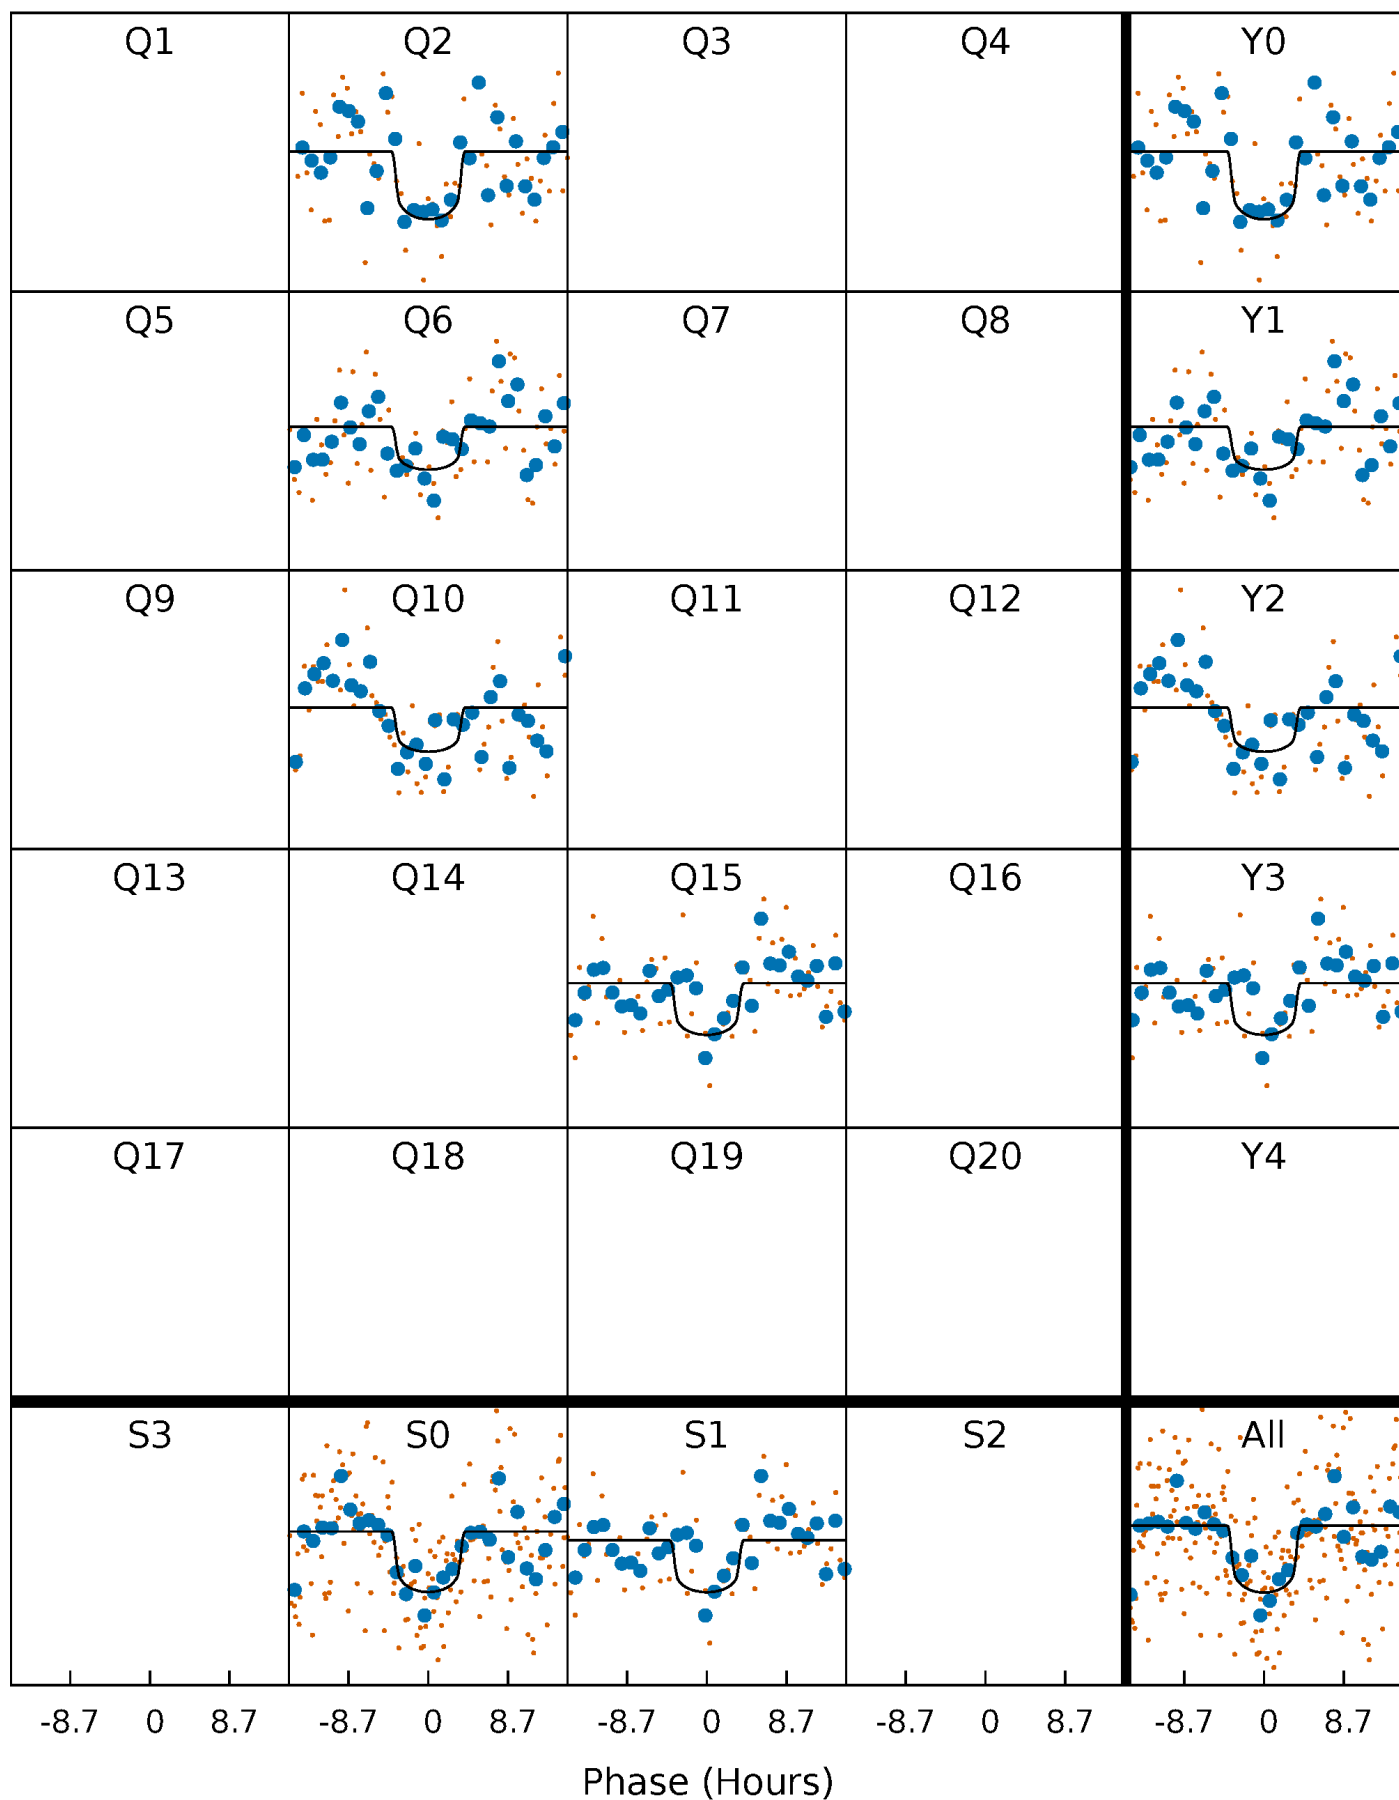 Q1 Q2 Q3 Q4 Y0
Q5 Q6 Q7 Q8 Y1
Q9 Q10 Q11 Q12 Y2
Q13 Q14 Q15 Q16 Y3
Q17 Q18 Q19 Q20 Y4
S3 S0 S1 S2 All
-8.7 0 8.7 -8.7 0 8.7 -8.7 0 8.7 -8.7 0 8.7 -8.7 0 8.7
Phase (Hours)